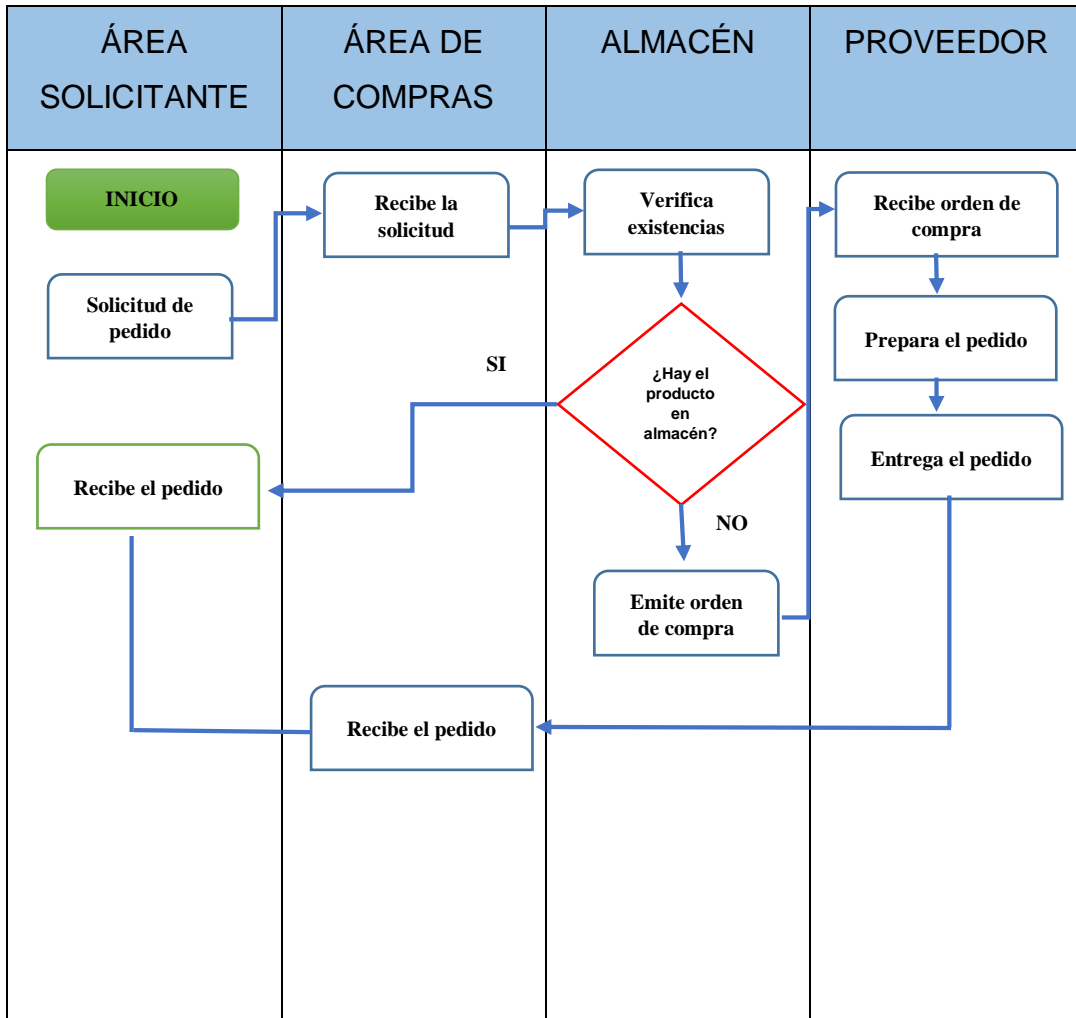 ÁREA
SOLICITANTE
ÁREA DE
COMPRAS
ALMACÉN
PROVEEDOR
INICIO
Recibe la
solicitud
Verifica
existencias
Recibe orden de
compra
Solicitud de
pedido
Prepara el pedido
SI
¿Hay el
producto
en
almacén?
Recibe el pedido
Entrega el pedido
NO
Emite orden
de compra
Recibe el pedido